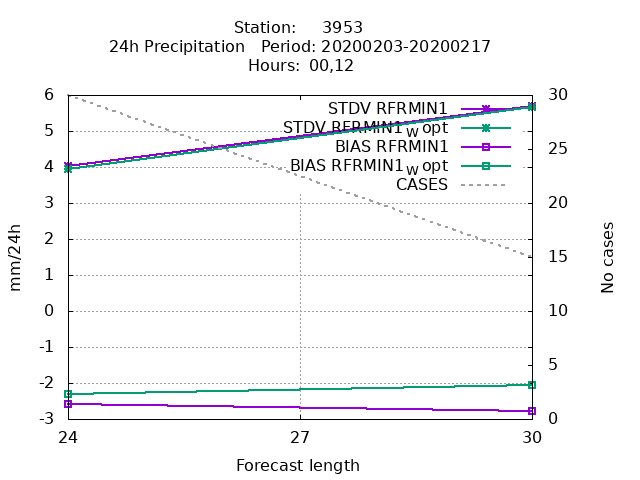 Station: 3953
24h Precipitation Period: 20200203-20200217
Hours: 00,12
6 30
STDV RFRMIN1
5 STDV RFRMIN1_W opt 25
BIAS RFRMIN1
4 BIAS RFRMIN1_W opt
CASES
3 20
2 15
1
0 10
-1
5
-2
-3 0
24 27 30
mm/24h
No cases
Forecast length